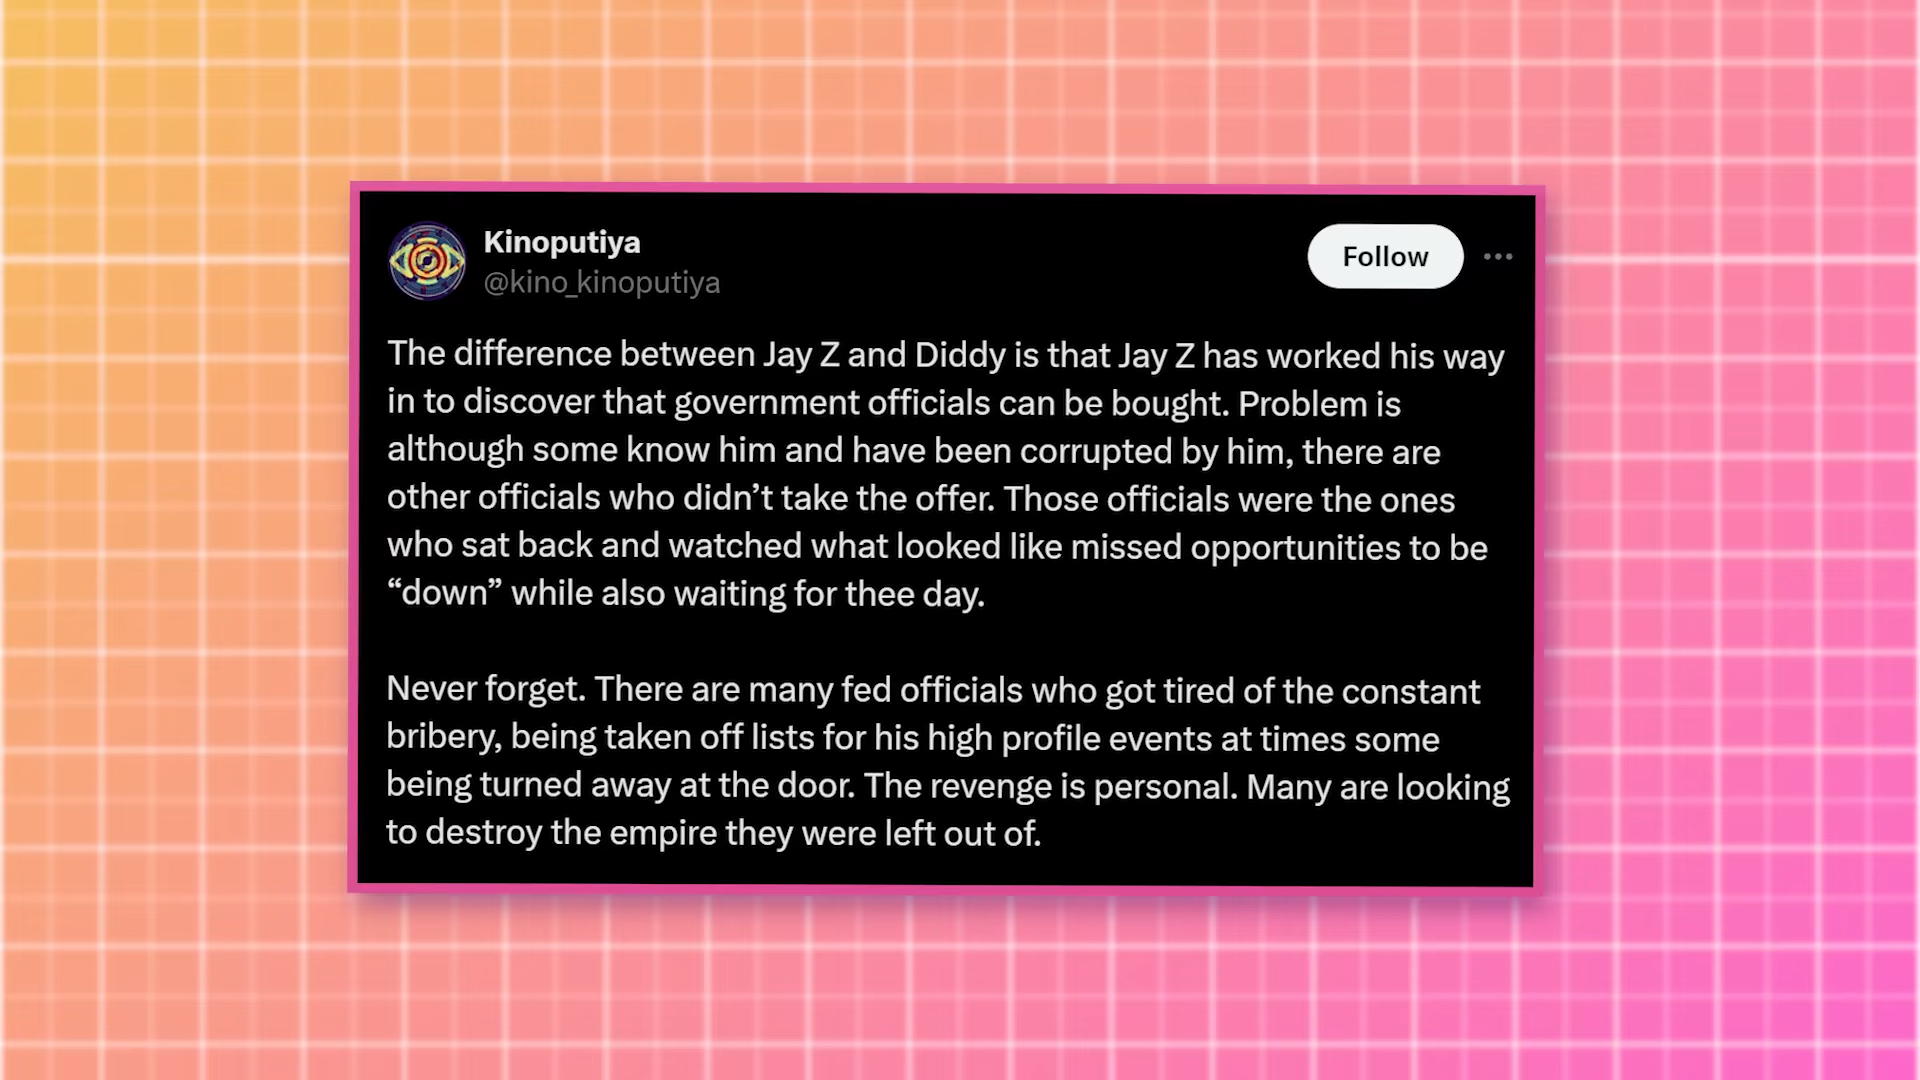 Kinoputiya
@kino_kinoputiya
Follow
The difference between Jay Z and Diddy is that Jay Z has worked his way
in to discover that government officials can be bought. Problem is
although some know him and have been corrupted by him, there are
other officials who didn’t take the offer. Those officials were the ones
who sat back and watched what looked like missed opportunities to be
“down” while also waiting for thee day.
Never forget. There are many fed officials who got tired of the constant
bribery, being taken off lists for his high profile events at times some
being turned away at the door. The revenge is personal. Many are looking
to destroy the empire they were left out of.